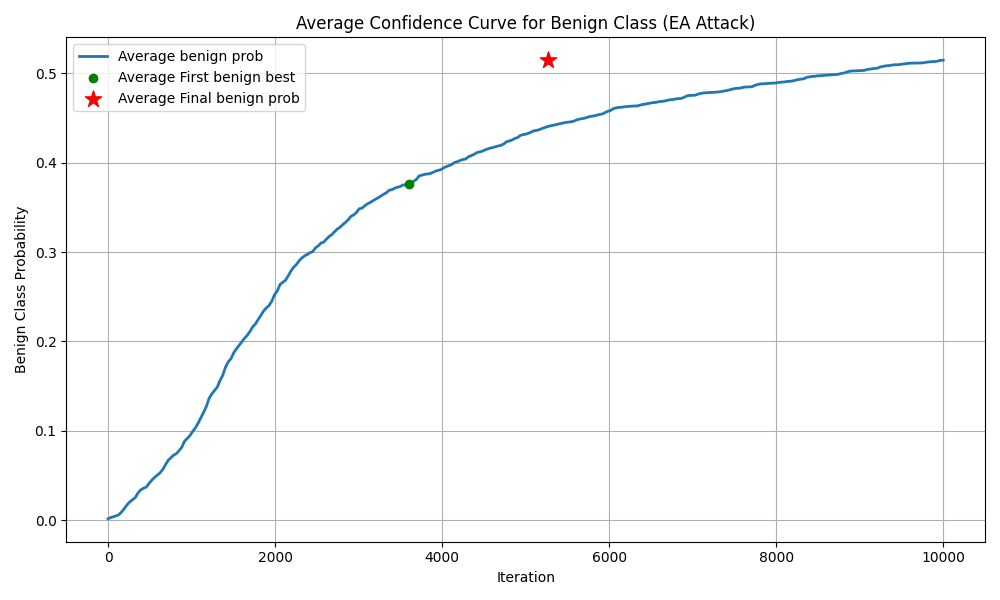 Average Confidence Curve for Benign Class (EA Attack)
Average benign prob
Average First benign best
Average Final benign prob
Benign Class Probability
0.5
0.4
0.3
0.2
0.1
0.0
0 2000 4000 6000 8000 10000
Iteration